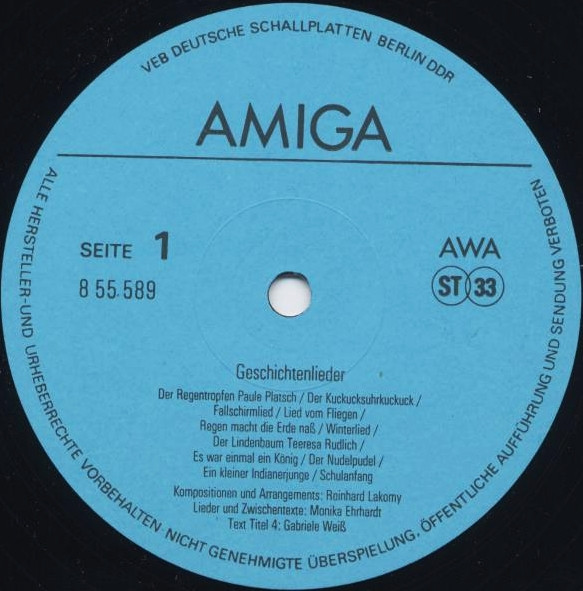 VEB DEUTSCHE SCHALLPLATTEN BERLIN DDR
AMIGA
SEITE 1
8 55 589
AWA
ST 33
Geschichtenlieder
Der Regentropfen Paule Platsch / Der Kuckucksuhrkuckuck /
Fallschirmlied / Lied vom Fliegen /
Regen macht die Erde naß / Winterlied /
Der Lindenbaum Teeresa Rudlich /
Es war einmal ein König / Der Nudelpudel /
Ein kleiner Indianerjunge / Schulanfang
Kompositionen und Arrangements: Reinhard Lakomy
Lieder und Zwischentexte: Monika Ehrhardt
Text Titel 4: Gabriele Weiß
ALLE HERSTELLER-UND URHEBERRECHTE VORBEHALTEN. NICHT GENEHMIGTE ÜBERSPIELUNG, ÖFFENTLICHE AUFFÜHRUNG UND SENDUNG VERBOTEN